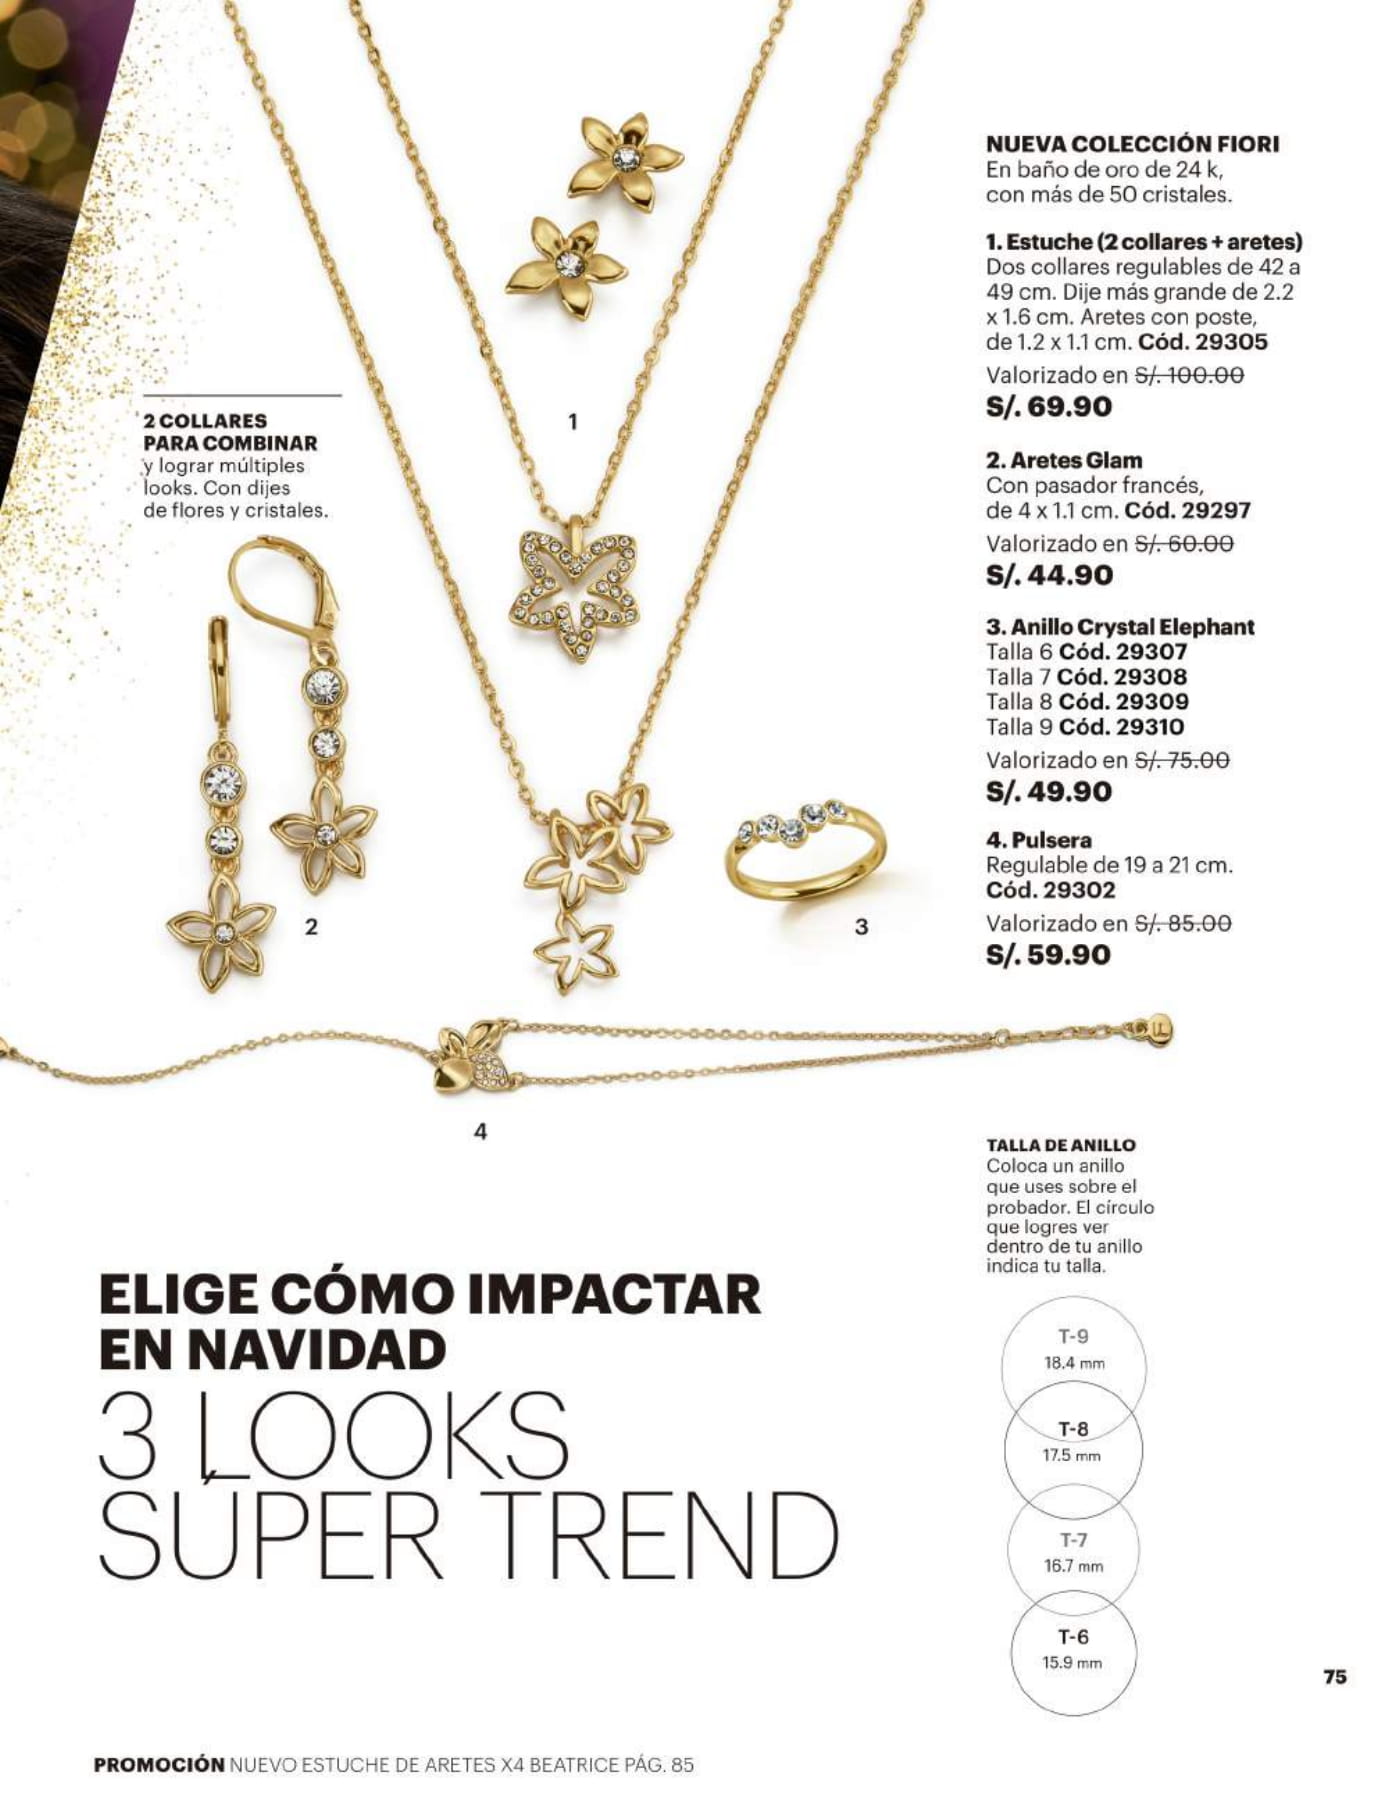 NUEVA COLECCIÓN FIORI
En baño de oro de 24 k,
con más de 50 cristales.
1. Estuche (2 collares + aretes)
Dos collares regulables de 42 a
49 cm. Dije más grande de 2.2
x 1.6 cm. Aretes con poste,
de 1.2 x 1.1 cm. Cód. 29305
Valorizado en S/. 100.00
S/. 69.90
2 COLLARES
PARA COMBINAR
y lograr múltiples
looks. Con dijes
de flores y cristales.
1
2. Aretes Glam
Con pasador francés,
de 4 x 1.1 cm. Cód. 29297
Valorizado en S/. 60.00
S/. 44.90
3. Anillo Crystal Elephant
Talla 6 Cód. 29307
Talla 7 Cód. 29308
Talla 8 Cód. 29309
Talla 9 Cód. 29310
Valorizado en S/. 75.00
S/. 49.90
4. Pulsera
Regulable de 19 a 21 cm.
Cód. 29302
Valorizado en S/. 85.00
S/. 59.90
2
3
4
TALLA DE ANILLO
Coloca un anillo
que uses sobre el
probador. El círculo
que logres ver
dentro de tu anillo
indica tu talla.
ELIGE CÓMO IMPACTAR
EN NAVIDAD
3 LOOKS
SÚPER TREND
T-9
18.4 mm
T-8
17.5 mm
T-7
16.7 mm
T-6
15.9 mm
75
PROMOCIÓN NUEVO ESTUCHE DE ARETES X4 BEATRICE PÁG. 85